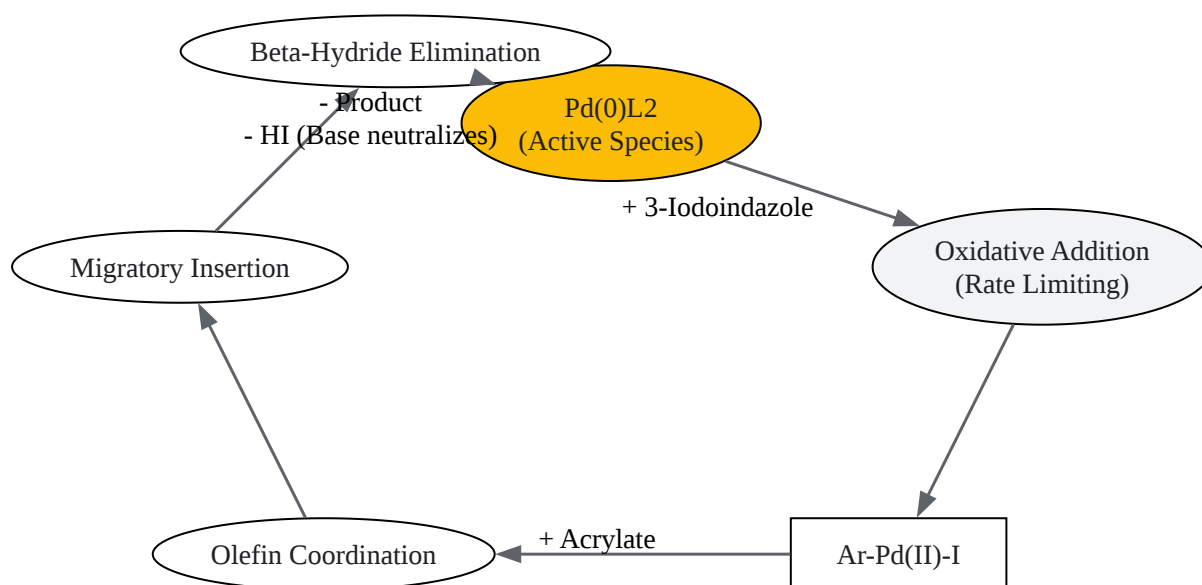 Beta-Hydride Elimination
- Product
- HI (Base neutralizes)
Pd(0)L2
(Active Species)
+ 3-Iodoindazole
Oxidative Addition
(Rate Limiting)
Migratory Insertion
Olefin Coordination
+ Acrylate
Ar-Pd(II)-I